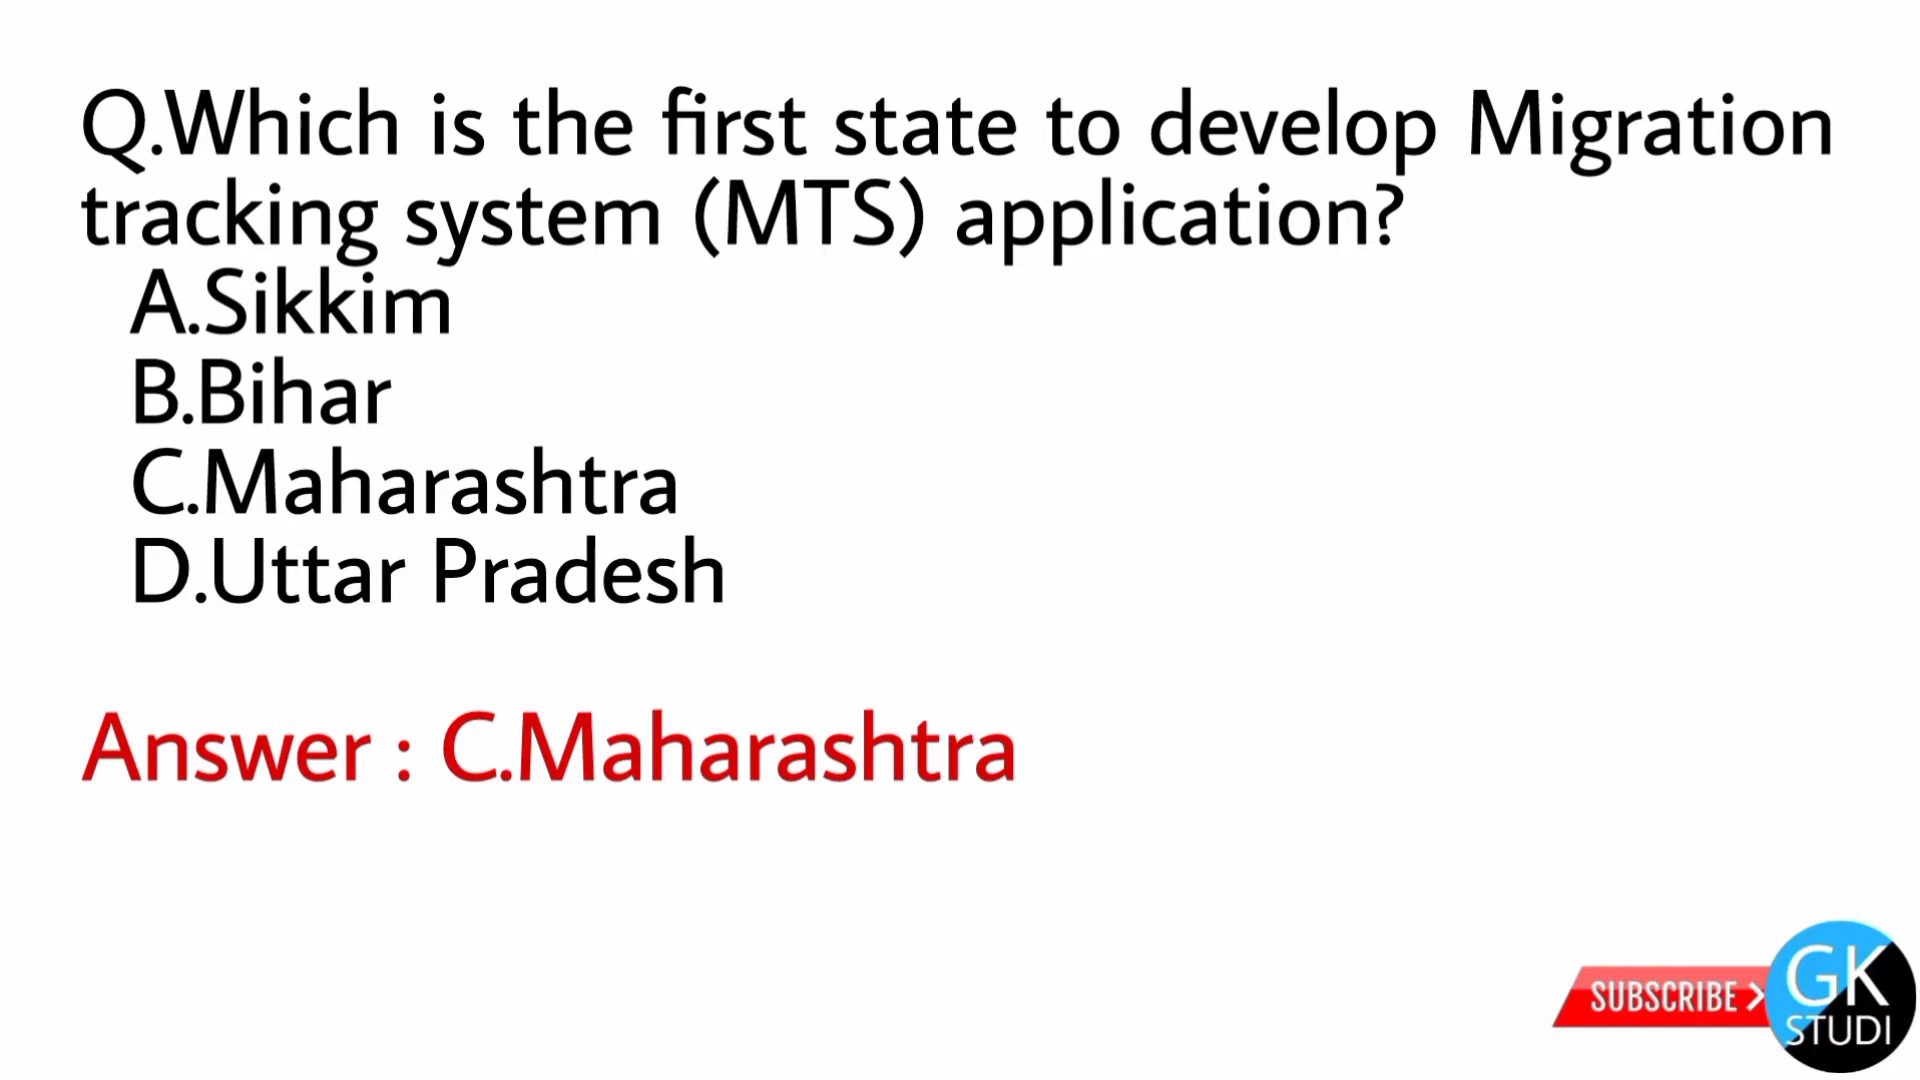 Q.Which is the first state to develop Migration
tracking system (MTS) application?
A.Sikkim
B.Bihar
C.Maharashtra
D.Uttar Pradesh
Answer : C.Maharashtra
SUBSCRIBE >
GK
STUDI